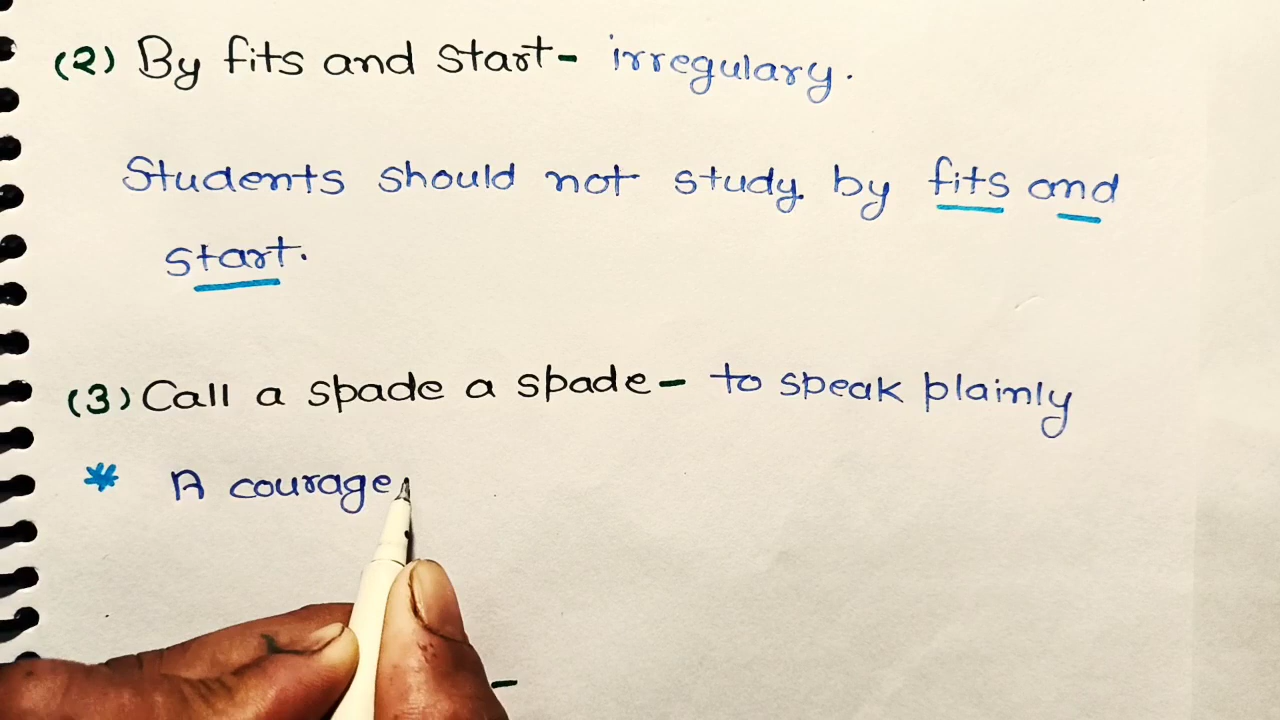 (2) By fits and start- irregulary.
Students should not study by fits and
start.
(3) Call a spade a spade- to speak plainly
* A courage
-